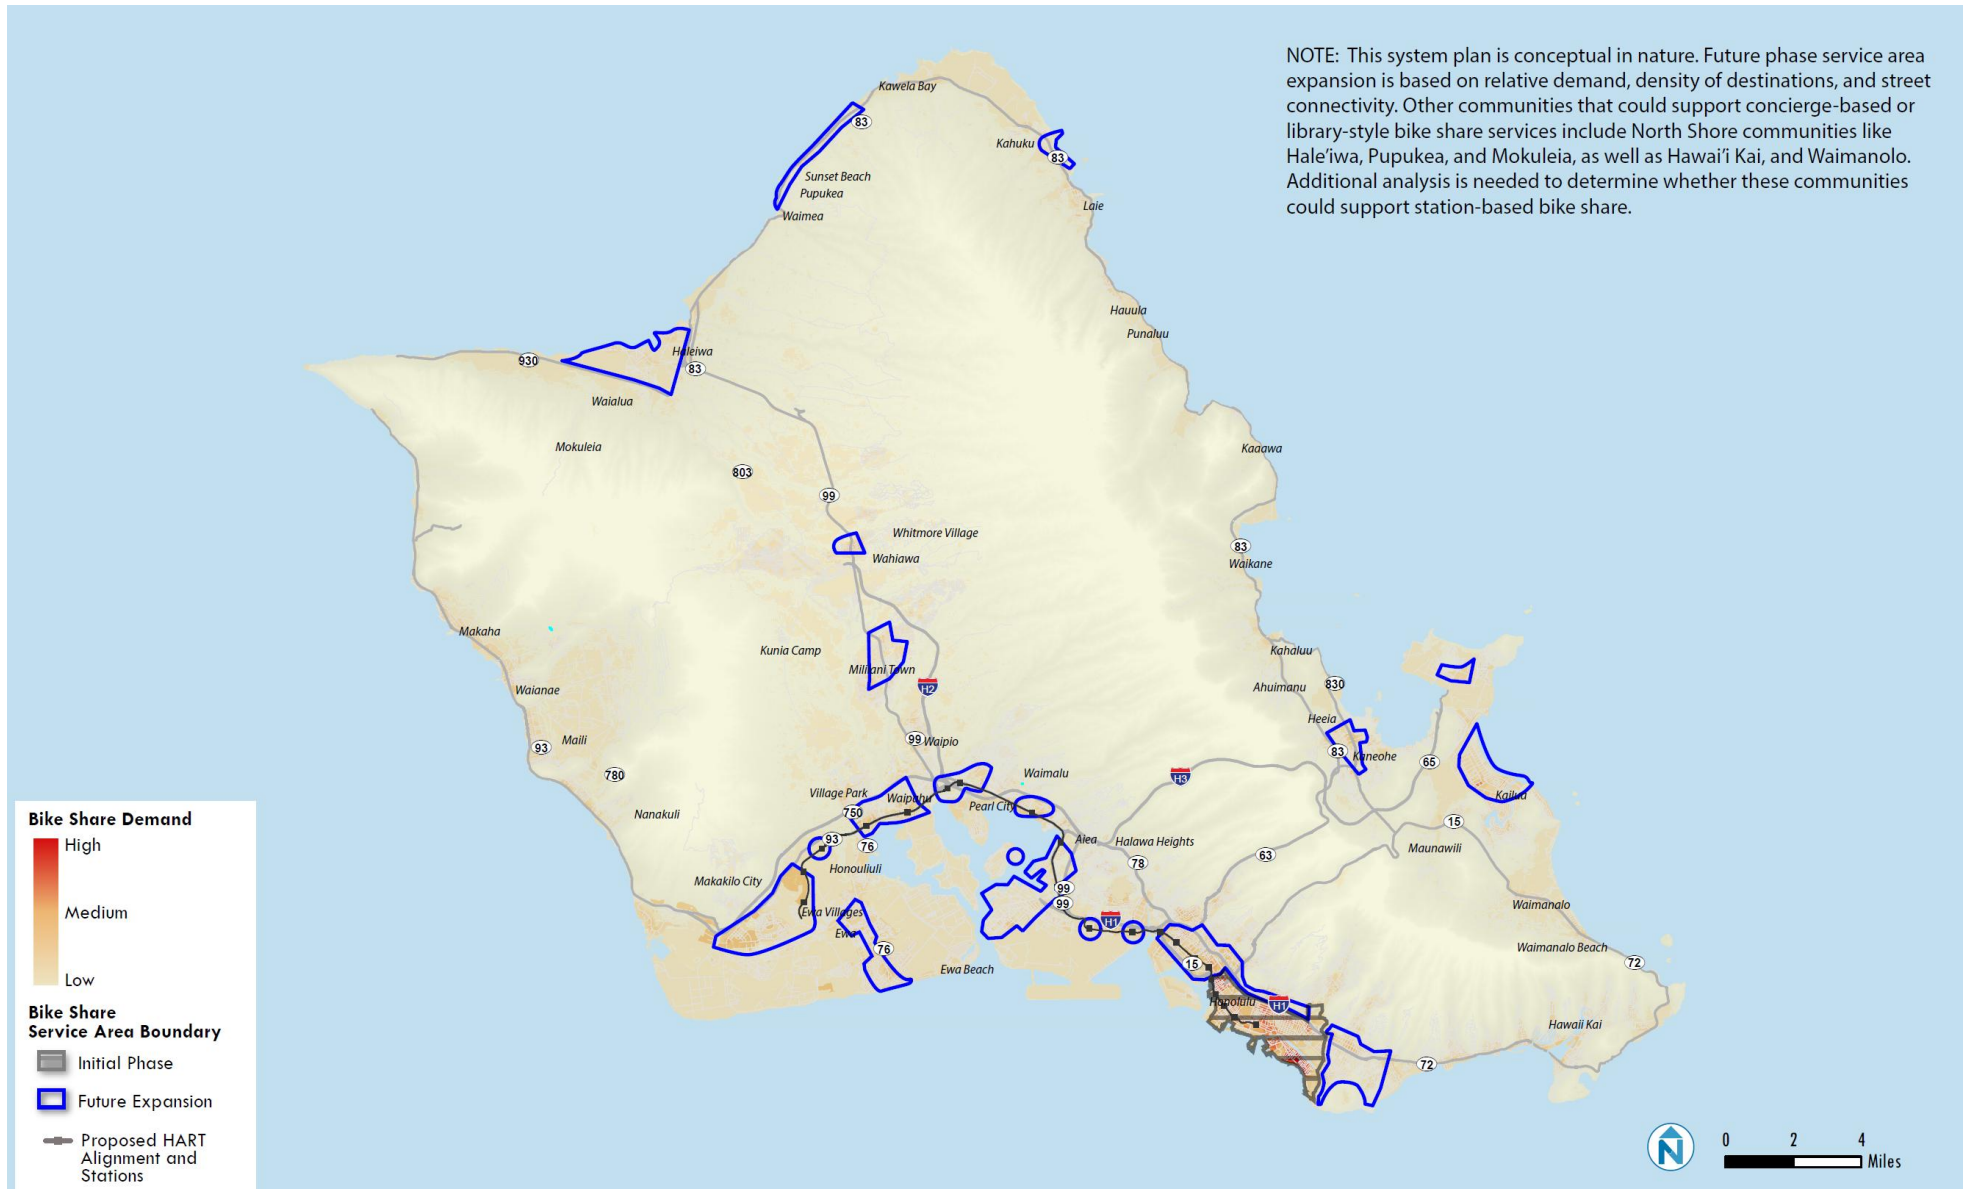 NOTE: This system plan is conceptual in nature. Future phase service area
expansion is based on relative demand, density of destinations, and street
connectivity. Other communities that could support concierge-based or
library-style bike share services include North Shore communities like
Hale'iwa, Pupukea, and Mokuleia, as well as Hawai'i Kai, and Waimanolo.
Additional analysis is needed to determine whether these communities
could support station-based bike share.
Kawela Bay
83
Kahuku
83
Sunset Beach
Pupukea
Waimea
Laie
Hauula
Punaluu
930
Haleiwa
83
Waialua
Mokuleia
Kaaawa
803
99
Whitmore Village
Wahiawa
83
Waikane
Makaha
Kunia Camp
Mililani Town
H2
Kahaluu
Ahuimanu
830
Waianae
Heeia
93
Maili
99
Waipio
83
Kaneohe
65
780
Waimalu
H3
Village Park
Waipahu
Pearl City
Kailua
Nanakuli
750
15
93
76
Aiea
Halawa Heights
78
63
Maunawili
Honouliuli
Makakilo City
99
99
Ewa Villages
H1
Waimanalo
Ewa
76
Waimanalo Beach
15
72
Ewa Beach
Honolulu
H1
Hawaii Kai
72
Bike Share Demand
High
Medium
Low
Bike Share
Service Area Boundary
Initial Phase
Future Expansion
Proposed HART
Alignment and
Stations
N
0 2 4
Miles